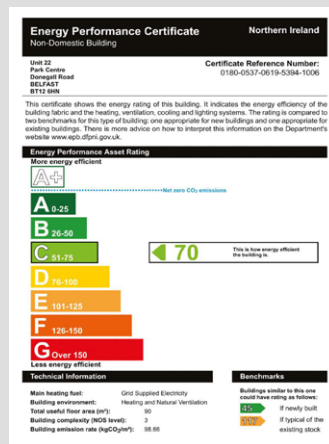 Energy Performance Certificate
Northern Ireland
Non-Domestic Building
Unit 22
Park Centre
Donegall Road
BELFAST
BT12 6HN
Certificate Reference Number:
0180-0537-0619-5394-1006
This certificate shows the energy rating of this building. It indicates the energy efficiency of the
building fabric and the heating, ventilation, cooling and lighting systems. The rating is compared to
two benchmarks for this type of building: one appropriate for new buildings and one appropriate for
existing buildings. There is more advice on how to interpret this information on the Department's
website www.epb.dfpni.gov.uk.
Energy Performance Asset Rating
More energy efficient
A+
Net zero CO₂ emissions
A 0-25
B 26-50
C 51-75
70
This is how energy efficient
the building is.
D 76-100
E 101-125
F 126-150
G Over 150
Less energy efficient
Technical Information
Main heating fuel: Grid Supplied Electricity
Building environment: Heating and Natural Ventilation
Total useful floor area (m²): 90
Building complexity (NOS level): 3
Building emission rate (kgCO₂/m²): 98.66
Benchmarks
Buildings similar to this one
could have rating as follows:
45 If newly built
If typical of the
existing stock